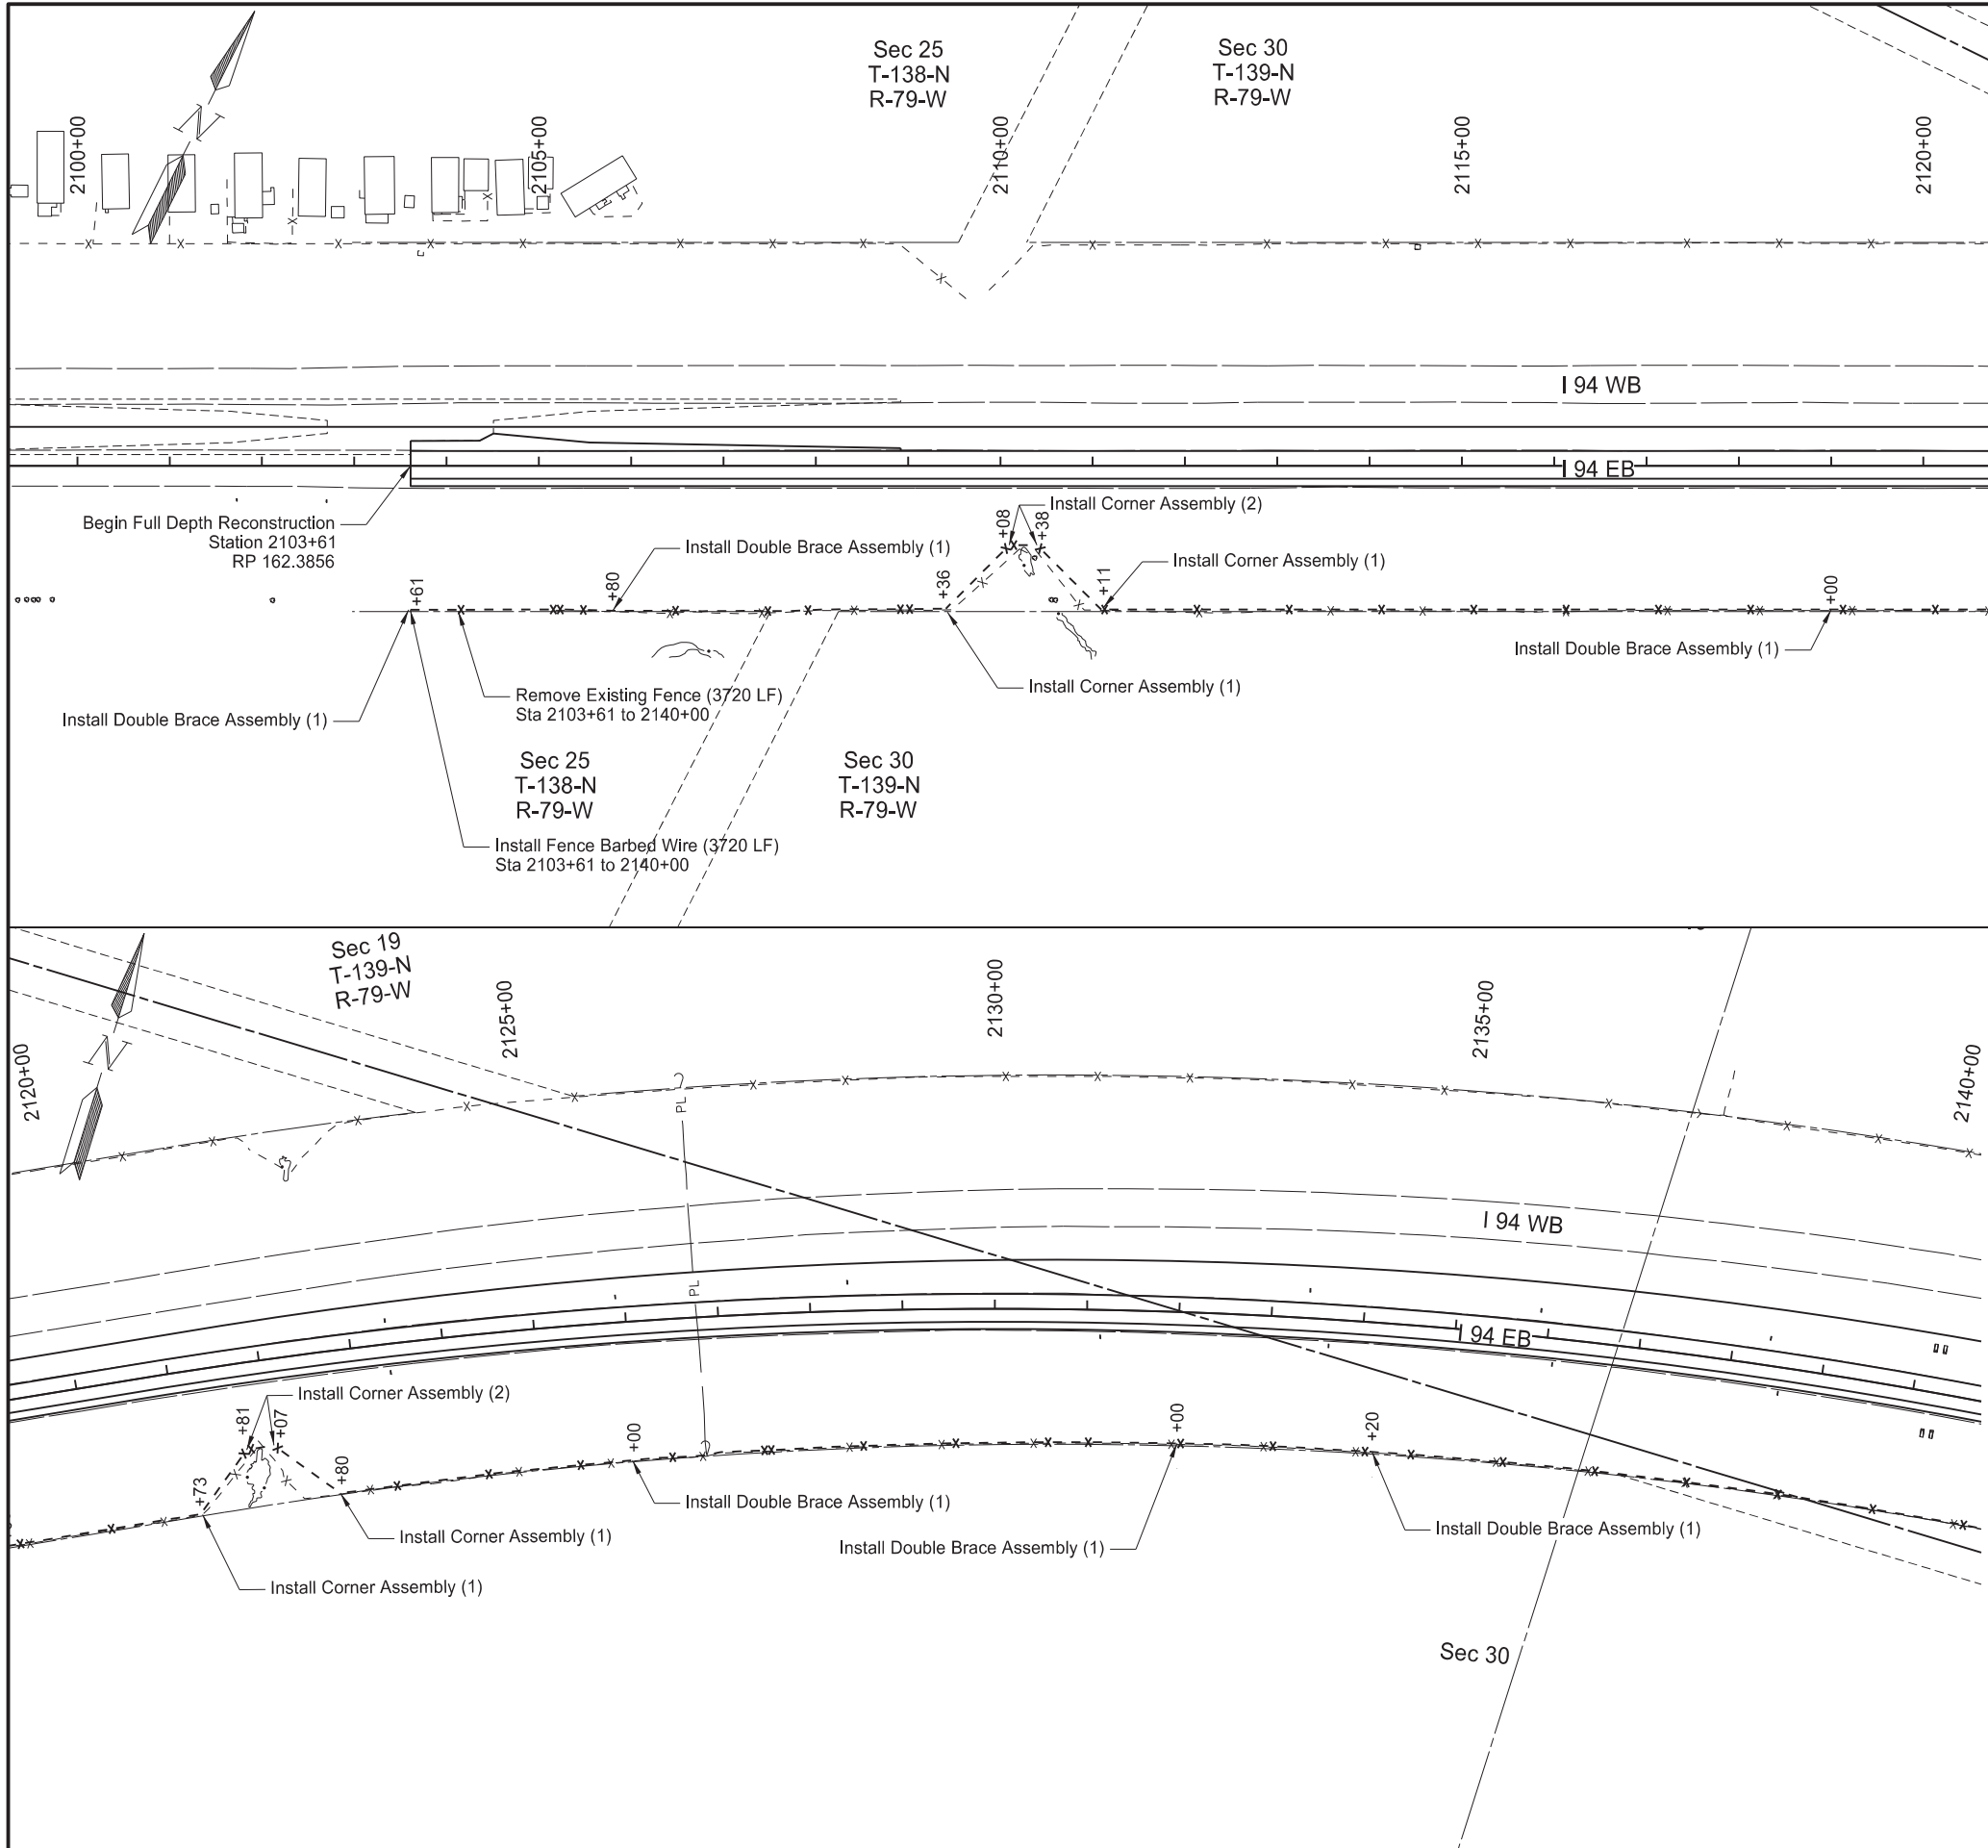 Sec 25
T-138-N
R-79-W
Sec 30
T-139-N
R-79-W
N
2100+00
2105+00
2110+00
2115+00
2120+00
I 94 WB
I 94 EB
Begin Full Depth Reconstruction
Station 2103+61
RP 162.3856
Install Corner Assembly (2)
+08
+38
Install Double Brace Assembly (1)
Install Corner Assembly (1)
+61
+80
+36
+11
+00
Install Double Brace Assembly (1)
Install Corner Assembly (1)
Remove Existing Fence (3720 LF)
Sta 2103+61 to 2140+00
Install Double Brace Assembly (1)
Sec 25
T-138-N
R-79-W
Sec 30
T-139-N
R-79-W
Install Fence Barbed Wire (3720 LF)
Sta 2103+61 to 2140+00
Sec 19
T-139-N
R-79-W
N
2120+00
2125+00
2130+00
2135+00
2140+00
PL
I 94 WB
PL
I 94 EB
Install Corner Assembly (2)
+81
+07
+73
+80
+00
+00
+20
Install Double Brace Assembly (1)
Install Corner Assembly (1)
Install Double Brace Assembly (1)
Install Double Brace Assembly (1)
Install Corner Assembly (1)
Sec 30